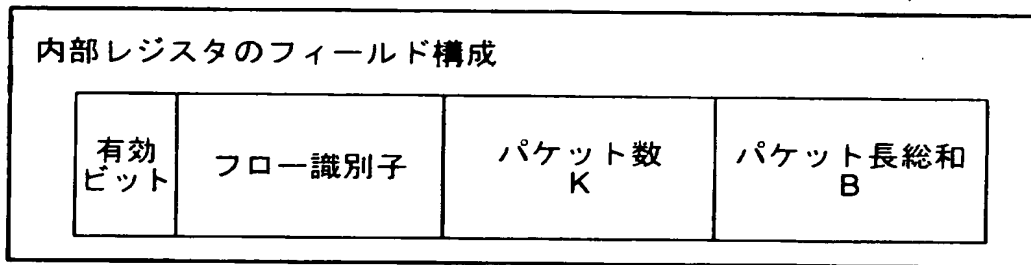 内部レジスタのフィールド構成
有効
ビット
フロー識別子
パケット数
K
パケット長総和
B